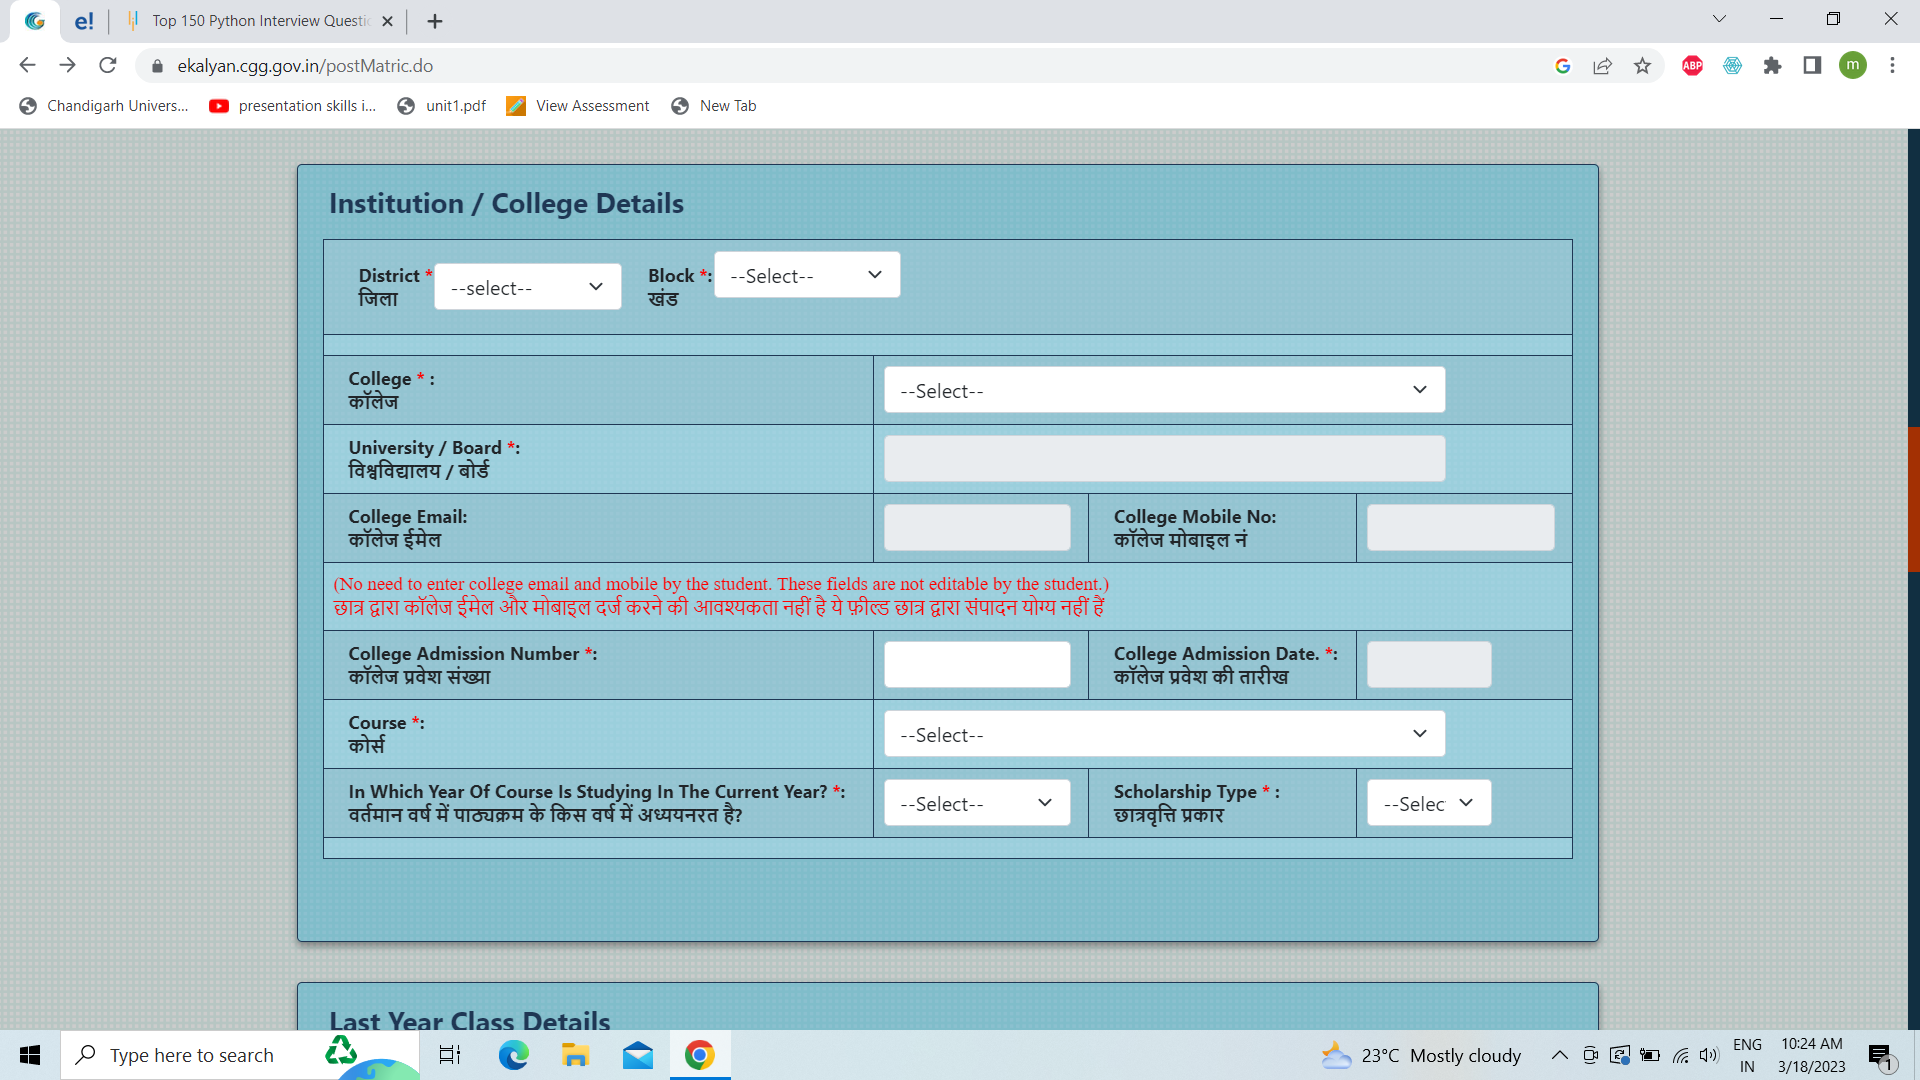 e!
Top 150 Python Interview Questi
ekalyan.cgg.gov.in/postMatric.do
ABP
m
Chandigarh Univers...
presentation skills i...
unit1.pdf
View Assessment
New Tab
Institution / College Details
District *
जिला
--select--
Block *:
खंड
--Select--
College * :
कॉलेज
--Select--
University / Board *:
विश्वविद्यालय / बोर्ड
College Email:
कॉलेज ईमेल
College Mobile No:
कॉलेज मोबाइल नं
(No need to enter college email and mobile by the student. These fields are not editable by the student.)
छात्र द्वारा कॉलेज ईमेल और मोबाइल दर्ज करने की आवश्यकता नहीं है ये फ़ील्ड छात्र द्वारा संपादन योग्य नहीं हैं
College Admission Number *:
कॉलेज प्रवेश संख्या
College Admission Date. *:
कॉलेज प्रवेश की तारीख
Course *:
कोर्स
--Select--
In Which Year Of Course Is Studying In The Current Year? *:
वर्तमान वर्ष में पाठ्यक्रम के किस वर्ष में अध्ययनरत है?
--Select--
Scholarship Type * :
छात्रवृत्ति प्रकार
--Selec
Last Year Class Details
Type here to search
23°C Mostly cloudy
ENG
IN
10:24 AM
3/18/2023
1